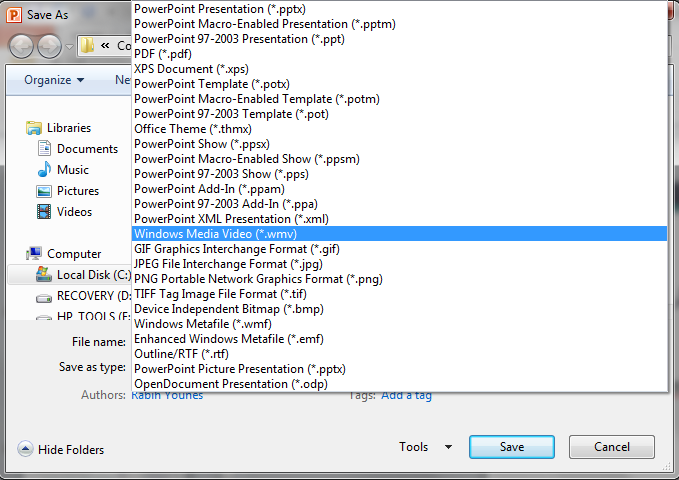 Save As
« Co
Organize
Ne
PowerPoint Presentation (*.pptx)
PowerPoint Macro-Enabled Presentation (*.pptm)
PowerPoint 97-2003 Presentation (*.ppt)
PDF (*.pdf)
XPS Document (*.xps)
PowerPoint Template (*.potx)
PowerPoint Macro-Enabled Template (*.potm)
PowerPoint 97-2003 Template (*.pot)
Office Theme (*.thmx)
PowerPoint Show (*.ppsx)
PowerPoint Macro-Enabled Show (*.ppsm)
PowerPoint 97-2003 Show (*.pps)
PowerPoint Add-In (*.ppam)
PowerPoint 97-2003 Add-In (*.ppa)
PowerPoint XML Presentation (*.xml)
Windows Media Video (*.wmv)
GIF Graphics Interchange Format (*.gif)
JPEG File Interchange Format (*.jpg)
PNG Portable Network Graphics Format (*.png)
TIFF Tag Image File Format (*.tif)
Device Independent Bitmap (*.bmp)
Windows Metafile (*.wmf)
Enhanced Windows Metafile (*.emf)
Outline/RTF (*.rtf)
PowerPoint Picture Presentation (*.pptx)
OpenDocument Presentation (*.odp)
Libraries
Documents
Music
Pictures
Videos
Computer
Local Disk (C:)
RECOVERY (D:
HP_TOOLS (F:
File name:
Save as type:
Authors: Rabin Younes
Tags: Add a tag
Hide Folders
Tools
Save
Cancel